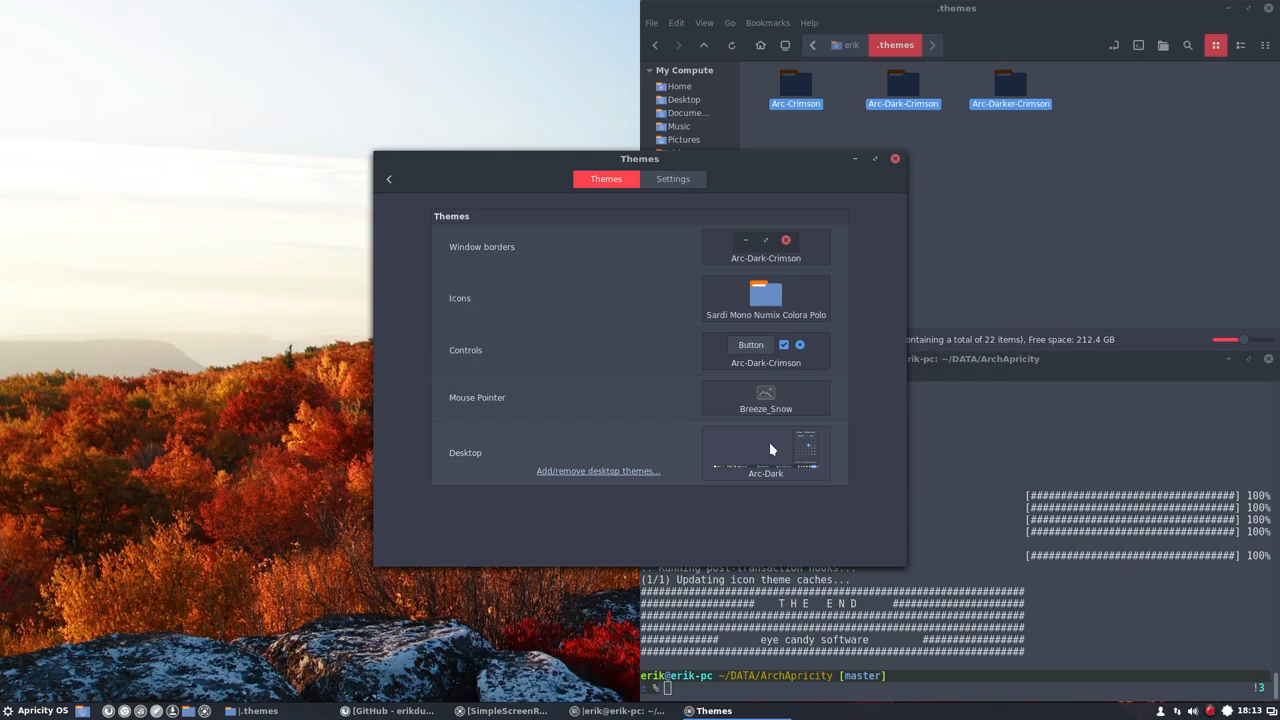 .themes
File Edit View Go Bookmarks Help
erik .themes
My Compute
Home
Desktop
Docume...
Music
Pictures
Arc-Crimson Arc-Dark-Crimson Arc-Darker-Crimson
Themes
Themes Settings
Themes
Window borders
Arc-Dark-Crimson
Icons
Sardi Mono Numix Colora Polo
Controls
Button
Arc-Dark-Crimson
Mouse Pointer
Breeze_Snow
Desktop
Add/remove desktop themes...
Arc-Dark
ontaining a total of 22 items), Free space: 212.4 GB
erik-pc: ~/DATA/ArchApricity
[##################################] 100%
[##################################] 100%
[##################################] 100%
[##################################] 100%
[##################################] 100%
:: Running post-transaction hooks...
(1/1) Updating icon theme caches...
################################################################
################### T H E   E N D ######################
################################################################
################################################################
############# eye candy software #################
################################################################
erik@erik-pc ~/DATA/ArchApricity [master]
% !3
Apricity OS .themes [GitHub - erikdu... [SimpleScreenR... |erik@erik-pc: ~/... Themes 18:13